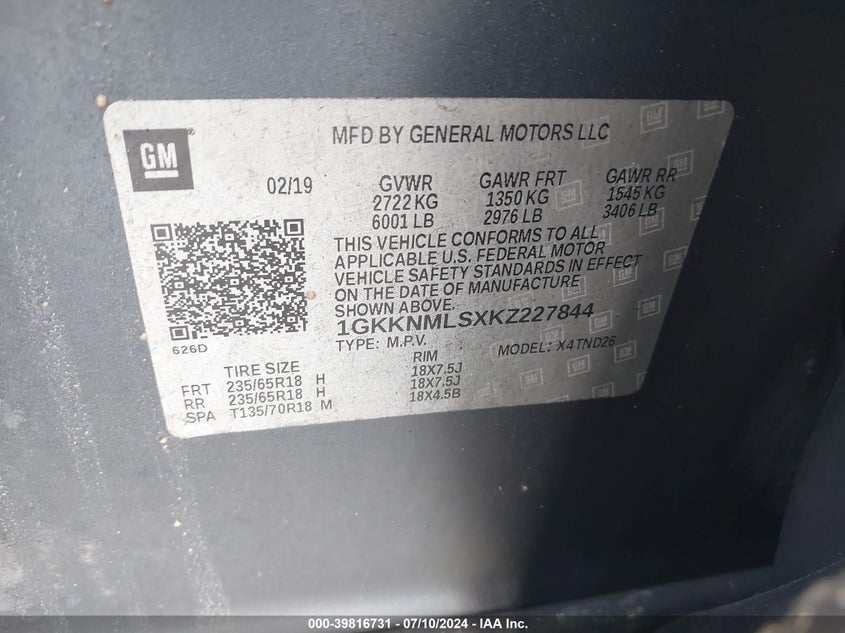 GM
MFD BY GENERAL MOTORS LLC
02/19
GVWR GAWR FRT GAWR RR
2722 KG 1350 KG 1545 KG
6001 LB 2976 LB 3406 LB
THIS VEHICLE CONFORMS TO ALL
APPLICABLE U.S. FEDERAL MOTOR
VEHICLE SAFETY STANDARDS IN EFFECT
ON THE DATE OF MANUFACTURE
SHOWN ABOVE.
1GKKNMLSXKZ227844
626D
TYPE: M.P.V. MODEL: X4TND26
TIRE SIZE RIM
FRT 235/65R18 H 18X7.5J
RR 235/65R18 H 18X7.5J
SPA T135/70R18 M 18X4.5B
000-39816731 - 07/10/2024 - IAA Inc.